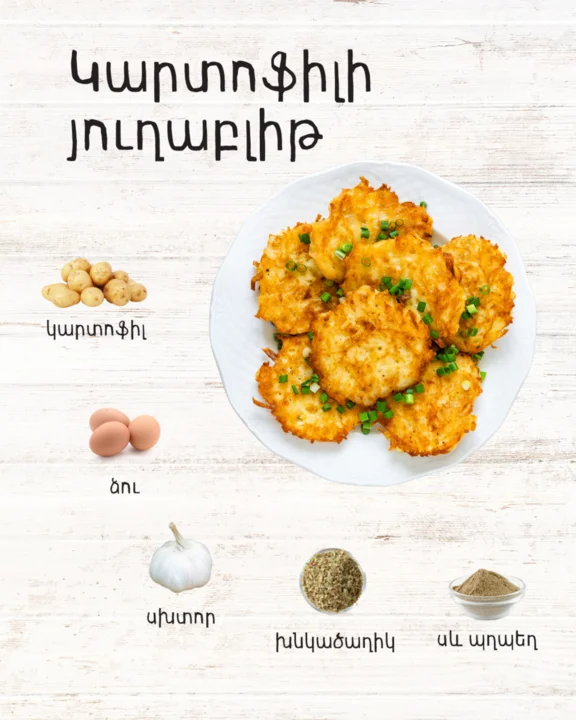 Կարտոֆիլի
յուղաբլիթ
կարտոֆիլ
ձու
սխտոր
խնկածաղիկ
սև պղպեղ